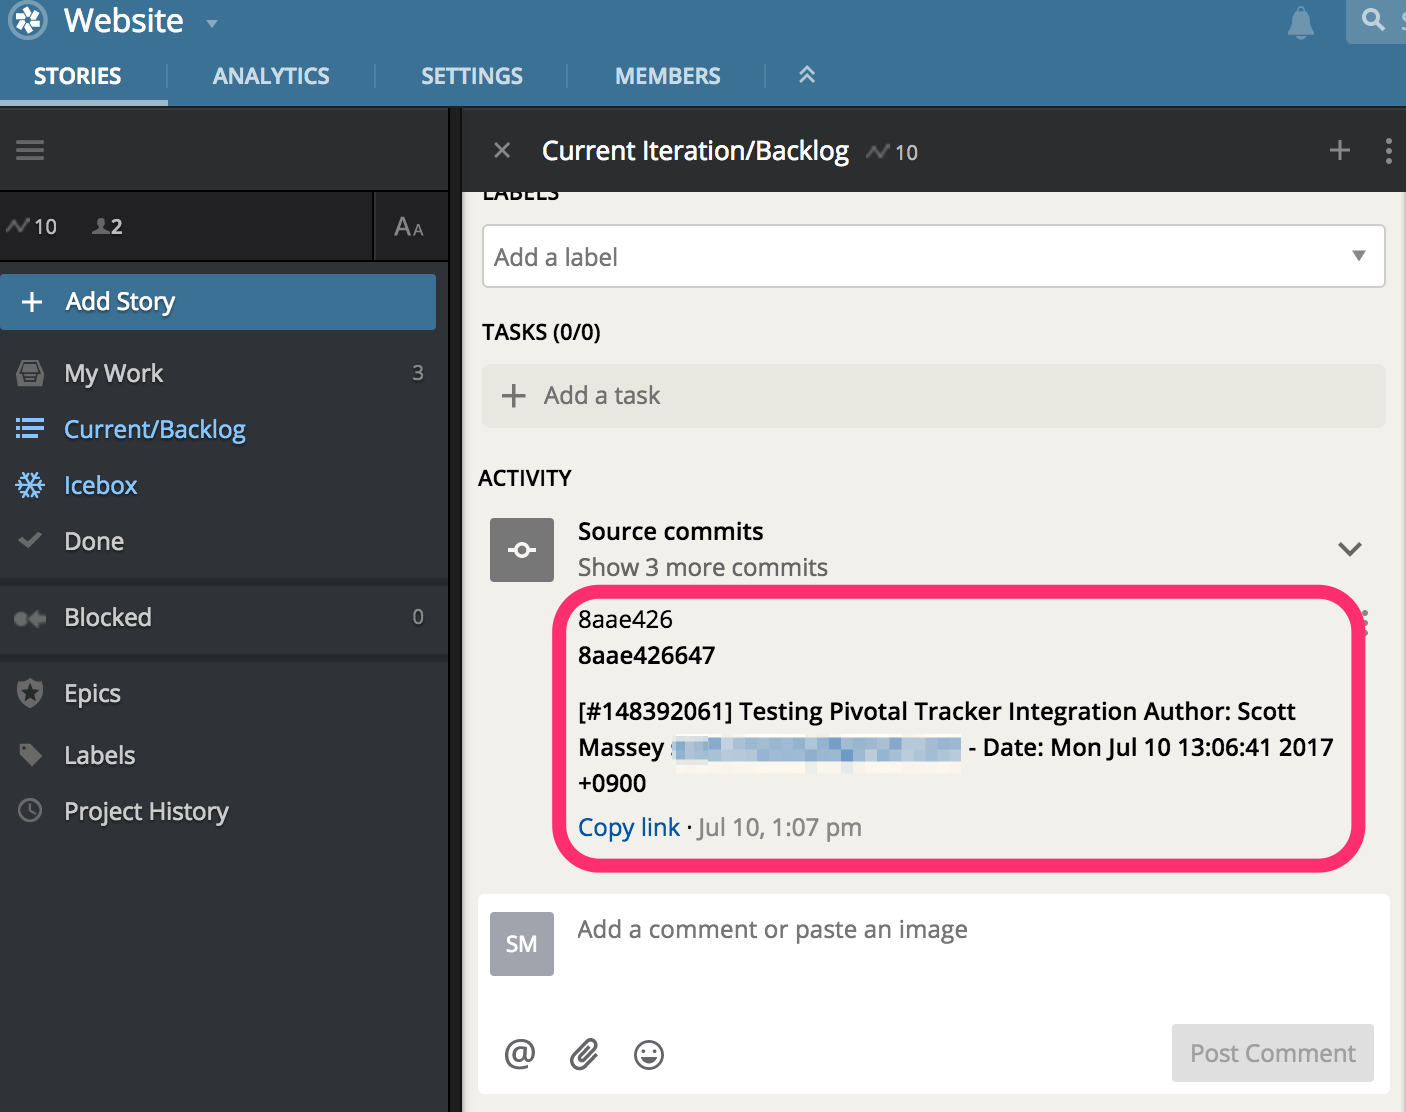 Website
STORIES
ANALYTICS
SETTINGS
MEMBERS
10
2
AA
Add Story
My Work 3
Current/Backlog
Icebox
Done
Blocked 0
Epics
Labels
Project History
Current Iteration/Backlog 10
LABELS
Add a label
TASKS (0/0)
Add a task
ACTIVITY
Source commits
Show 3 more commits
8aae426
8aae426647
[#148392061] Testing Pivotal Tracker Integration Author: Scott
Massey - Date: Mon Jul 10 13:06:41 2017
+0900
Copy link · Jul 10, 1:07 pm
SM
Add a comment or paste an image
@
Post Comment